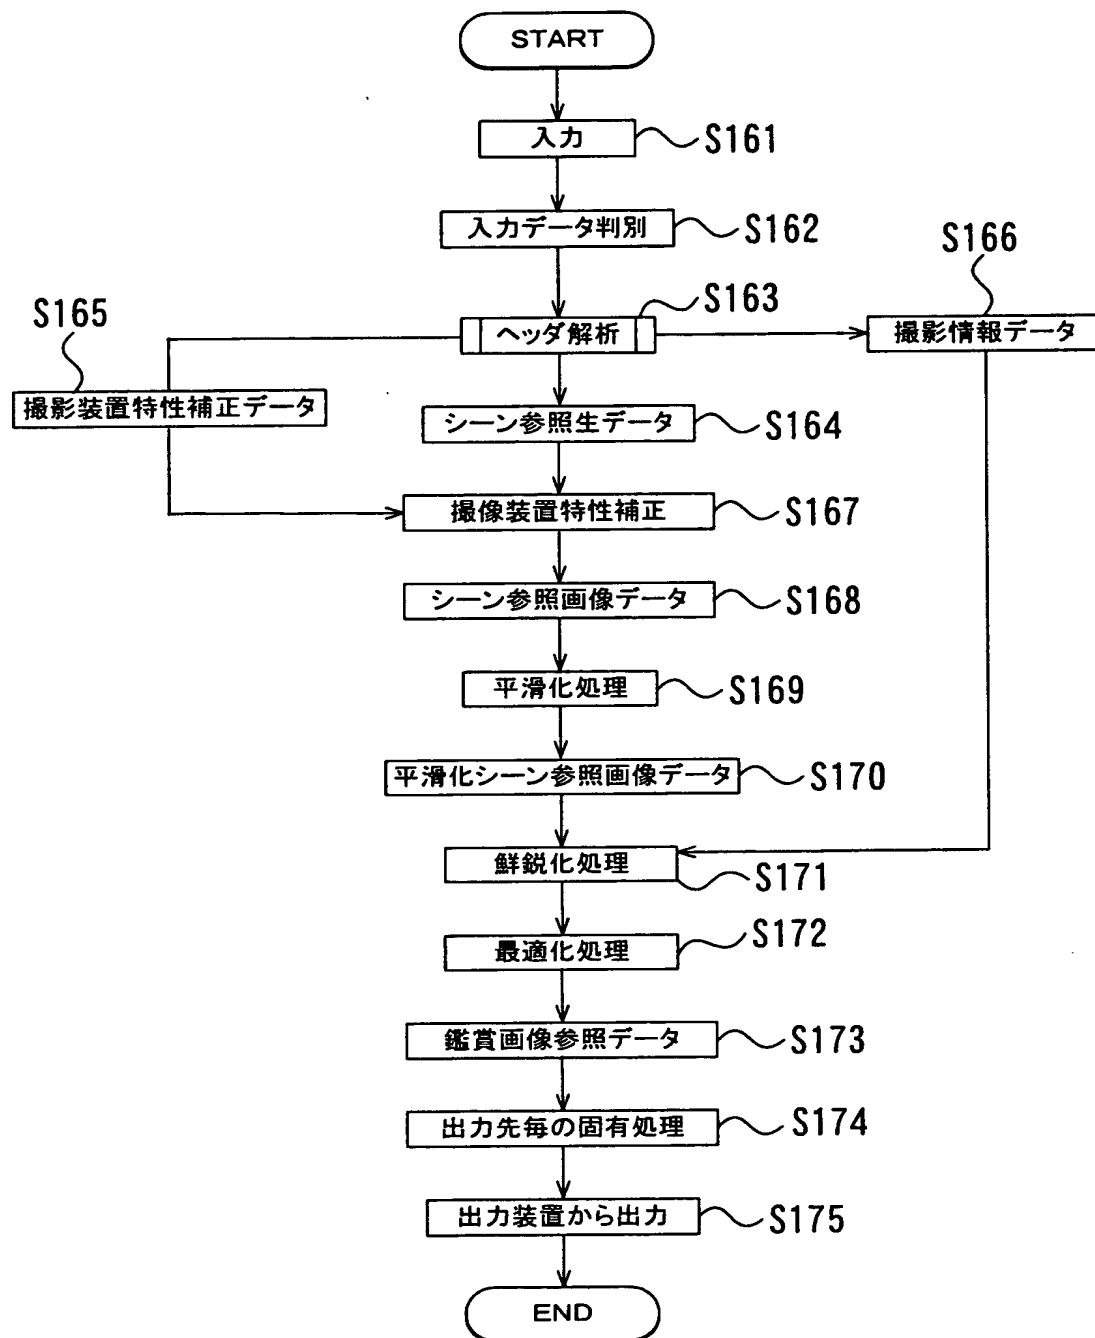 START
入力
S161
入力データ判別
S162
S166
S165
S163
ヘッダ解析
撮影情報データ
撮影装置特性補正データ
シーン参照生データ
S164
撮像装置特性補正
S167
シーン参照画像データ
S168
平滑化処理
S169
平滑化シーン参照画像データ
S170
鮮鋭化処理
S171
最適化処理
S172
鑑賞画像参照データ
S173
出力先毎の固有処理
S174
出力装置から出力
S175
END